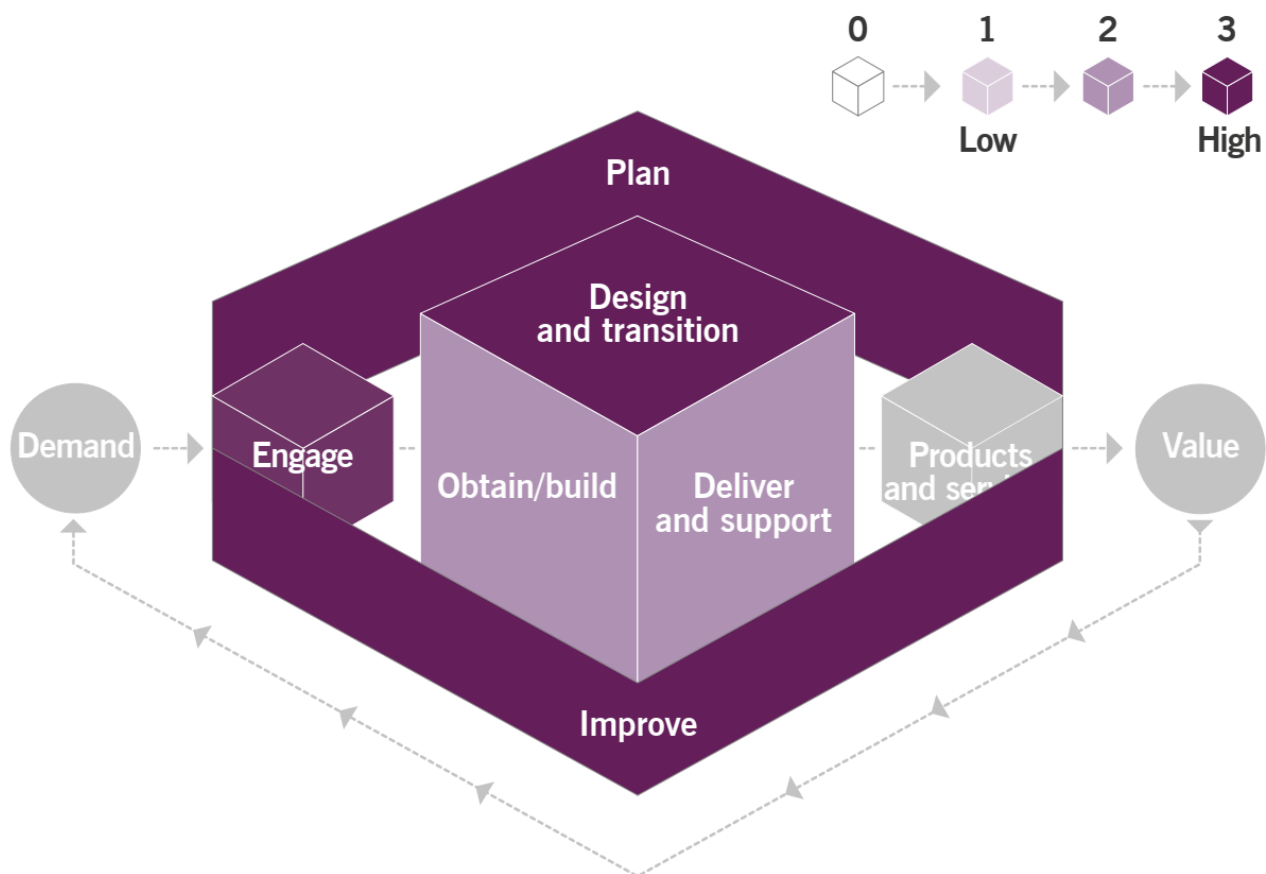 0 1 2 3
Low High
Plan
Design
and transition
Demand
Engage
Obtain/build
Deliver
and support
Products
and
Value
Improve